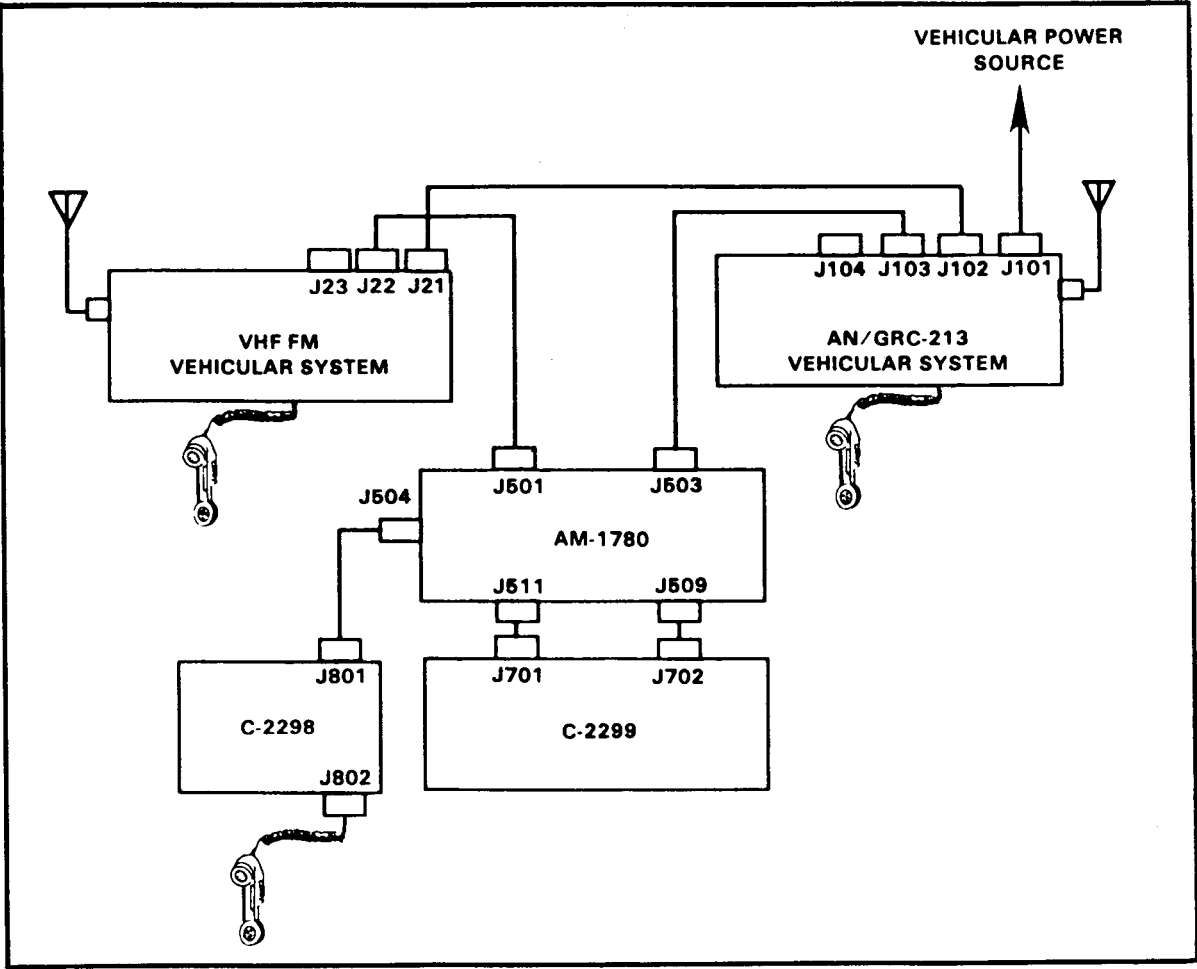 VEHICULAR POWER
SOURCE
J23 J22 J21
J104 J103 J102 J101
VHF FM
VEHICULAR SYSTEM
AN/GRC-213
VEHICULAR SYSTEM
J501 J503
J504
AM-1780
J511 J509
J801
J701 J702
C-2298
C-2299
J802